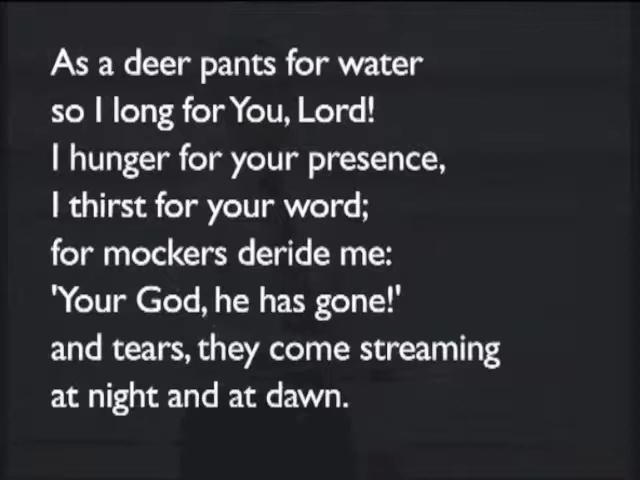 As a deer pants for water
so I long for You, Lord!
I hunger for your presence,
I thirst for your word;
for mockers deride me:
'Your God, he has gone!'
and tears, they come streaming
at night and at dawn.